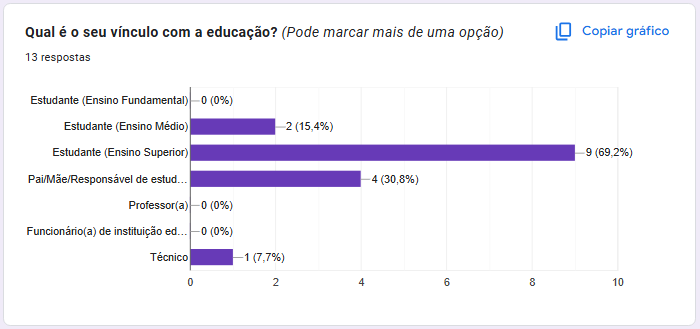 Qual é o seu vínculo com a educação? (Pode marcar mais de uma opção)
Copiar gráfico
13 respostas
Estudante (Ensino Fundamental) 0 (0%)
Estudante (Ensino Médio) 2 (15,4%)
Estudante (Ensino Superior) 9 (69,2%)
Pai/Mãe/Responsável de estud… 4 (30,8%)
Professor(a) 0 (0%)
Funcionário(a) de instituição ed… 0 (0%)
Técnico 1 (7,7%)
0 2 4 6 8 10